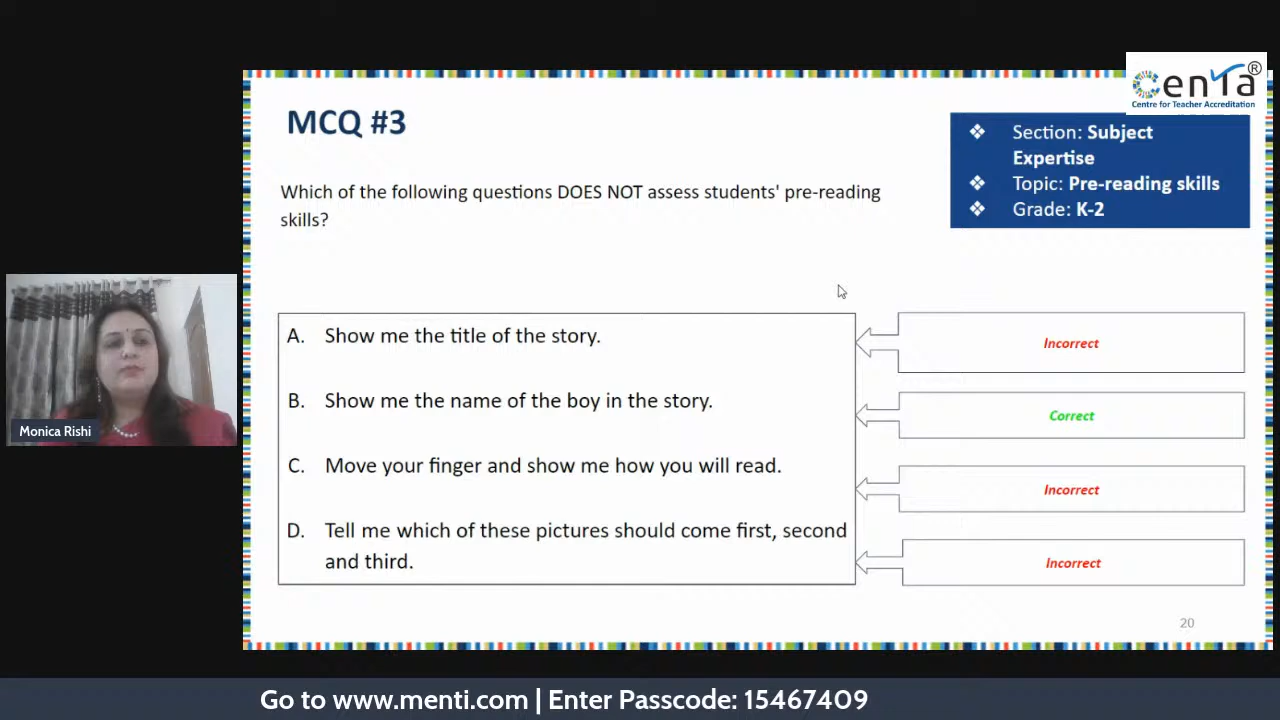 CENTA®
Centre for Teacher Accreditation
MCQ #3
❖ Section: Subject
Expertise
❖ Topic: Pre-reading skills
❖ Grade: K-2
Which of the following questions DOES NOT assess students' pre-reading
skills?
A. Show me the title of the story.
Incorrect
B. Show me the name of the boy in the story.
Correct
C. Move your finger and show me how you will read.
Incorrect
D. Tell me which of these pictures should come first, second
and third.
Incorrect
Monica Rishi
20
Go to www.menti.com | Enter Passcode: 15467409